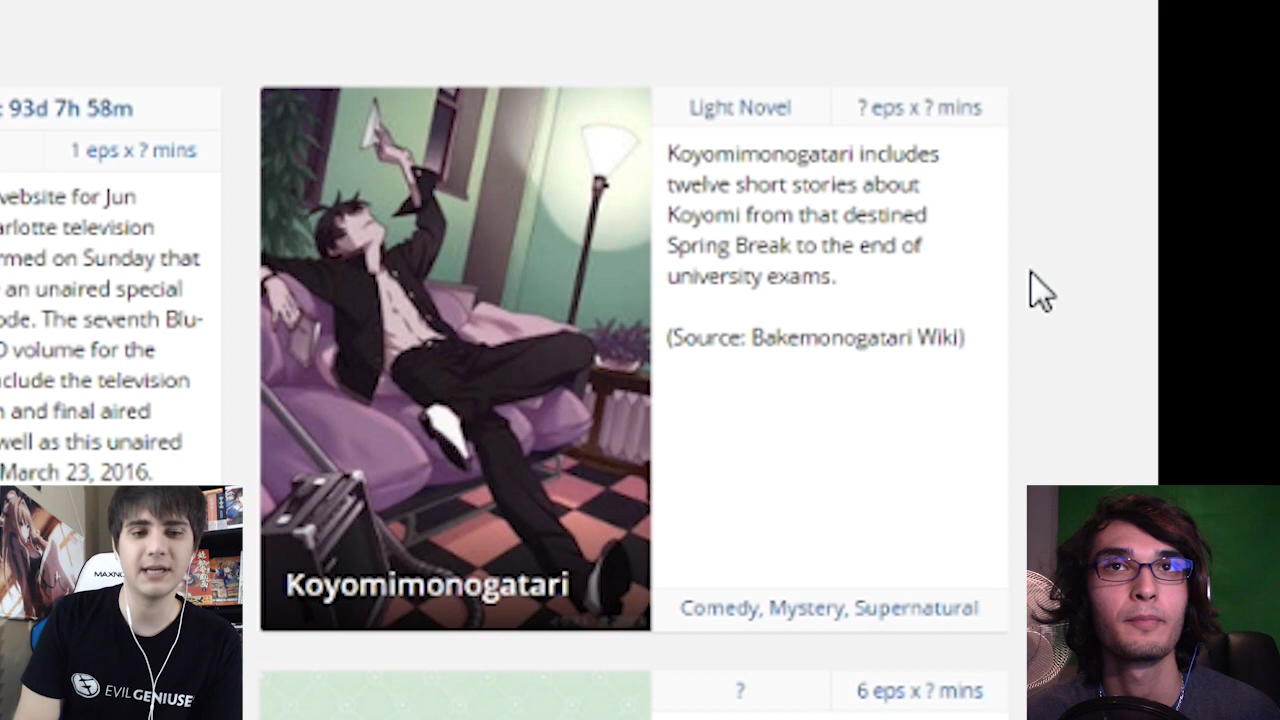 : 93d 7h 58m
1 eps x ? mins
website for Jun
arlotte television
rmed on Sunday that
an unaired special
ode. The seventh Blu-
D volume for the
nclude the television
n and final aired
well as this unaired
March 23, 2016.
Koyomimonogatari
Light Novel
? eps x ? mins
Koyomimonogatari includes
twelve short stories about
Koyomi from that destined
Spring Break to the end of
university exams.
(Source: Bakemonogatari Wiki)
Comedy, Mystery, Supernatural
?
6 eps x ? mins
MAXNO
EVIL GENIUSE